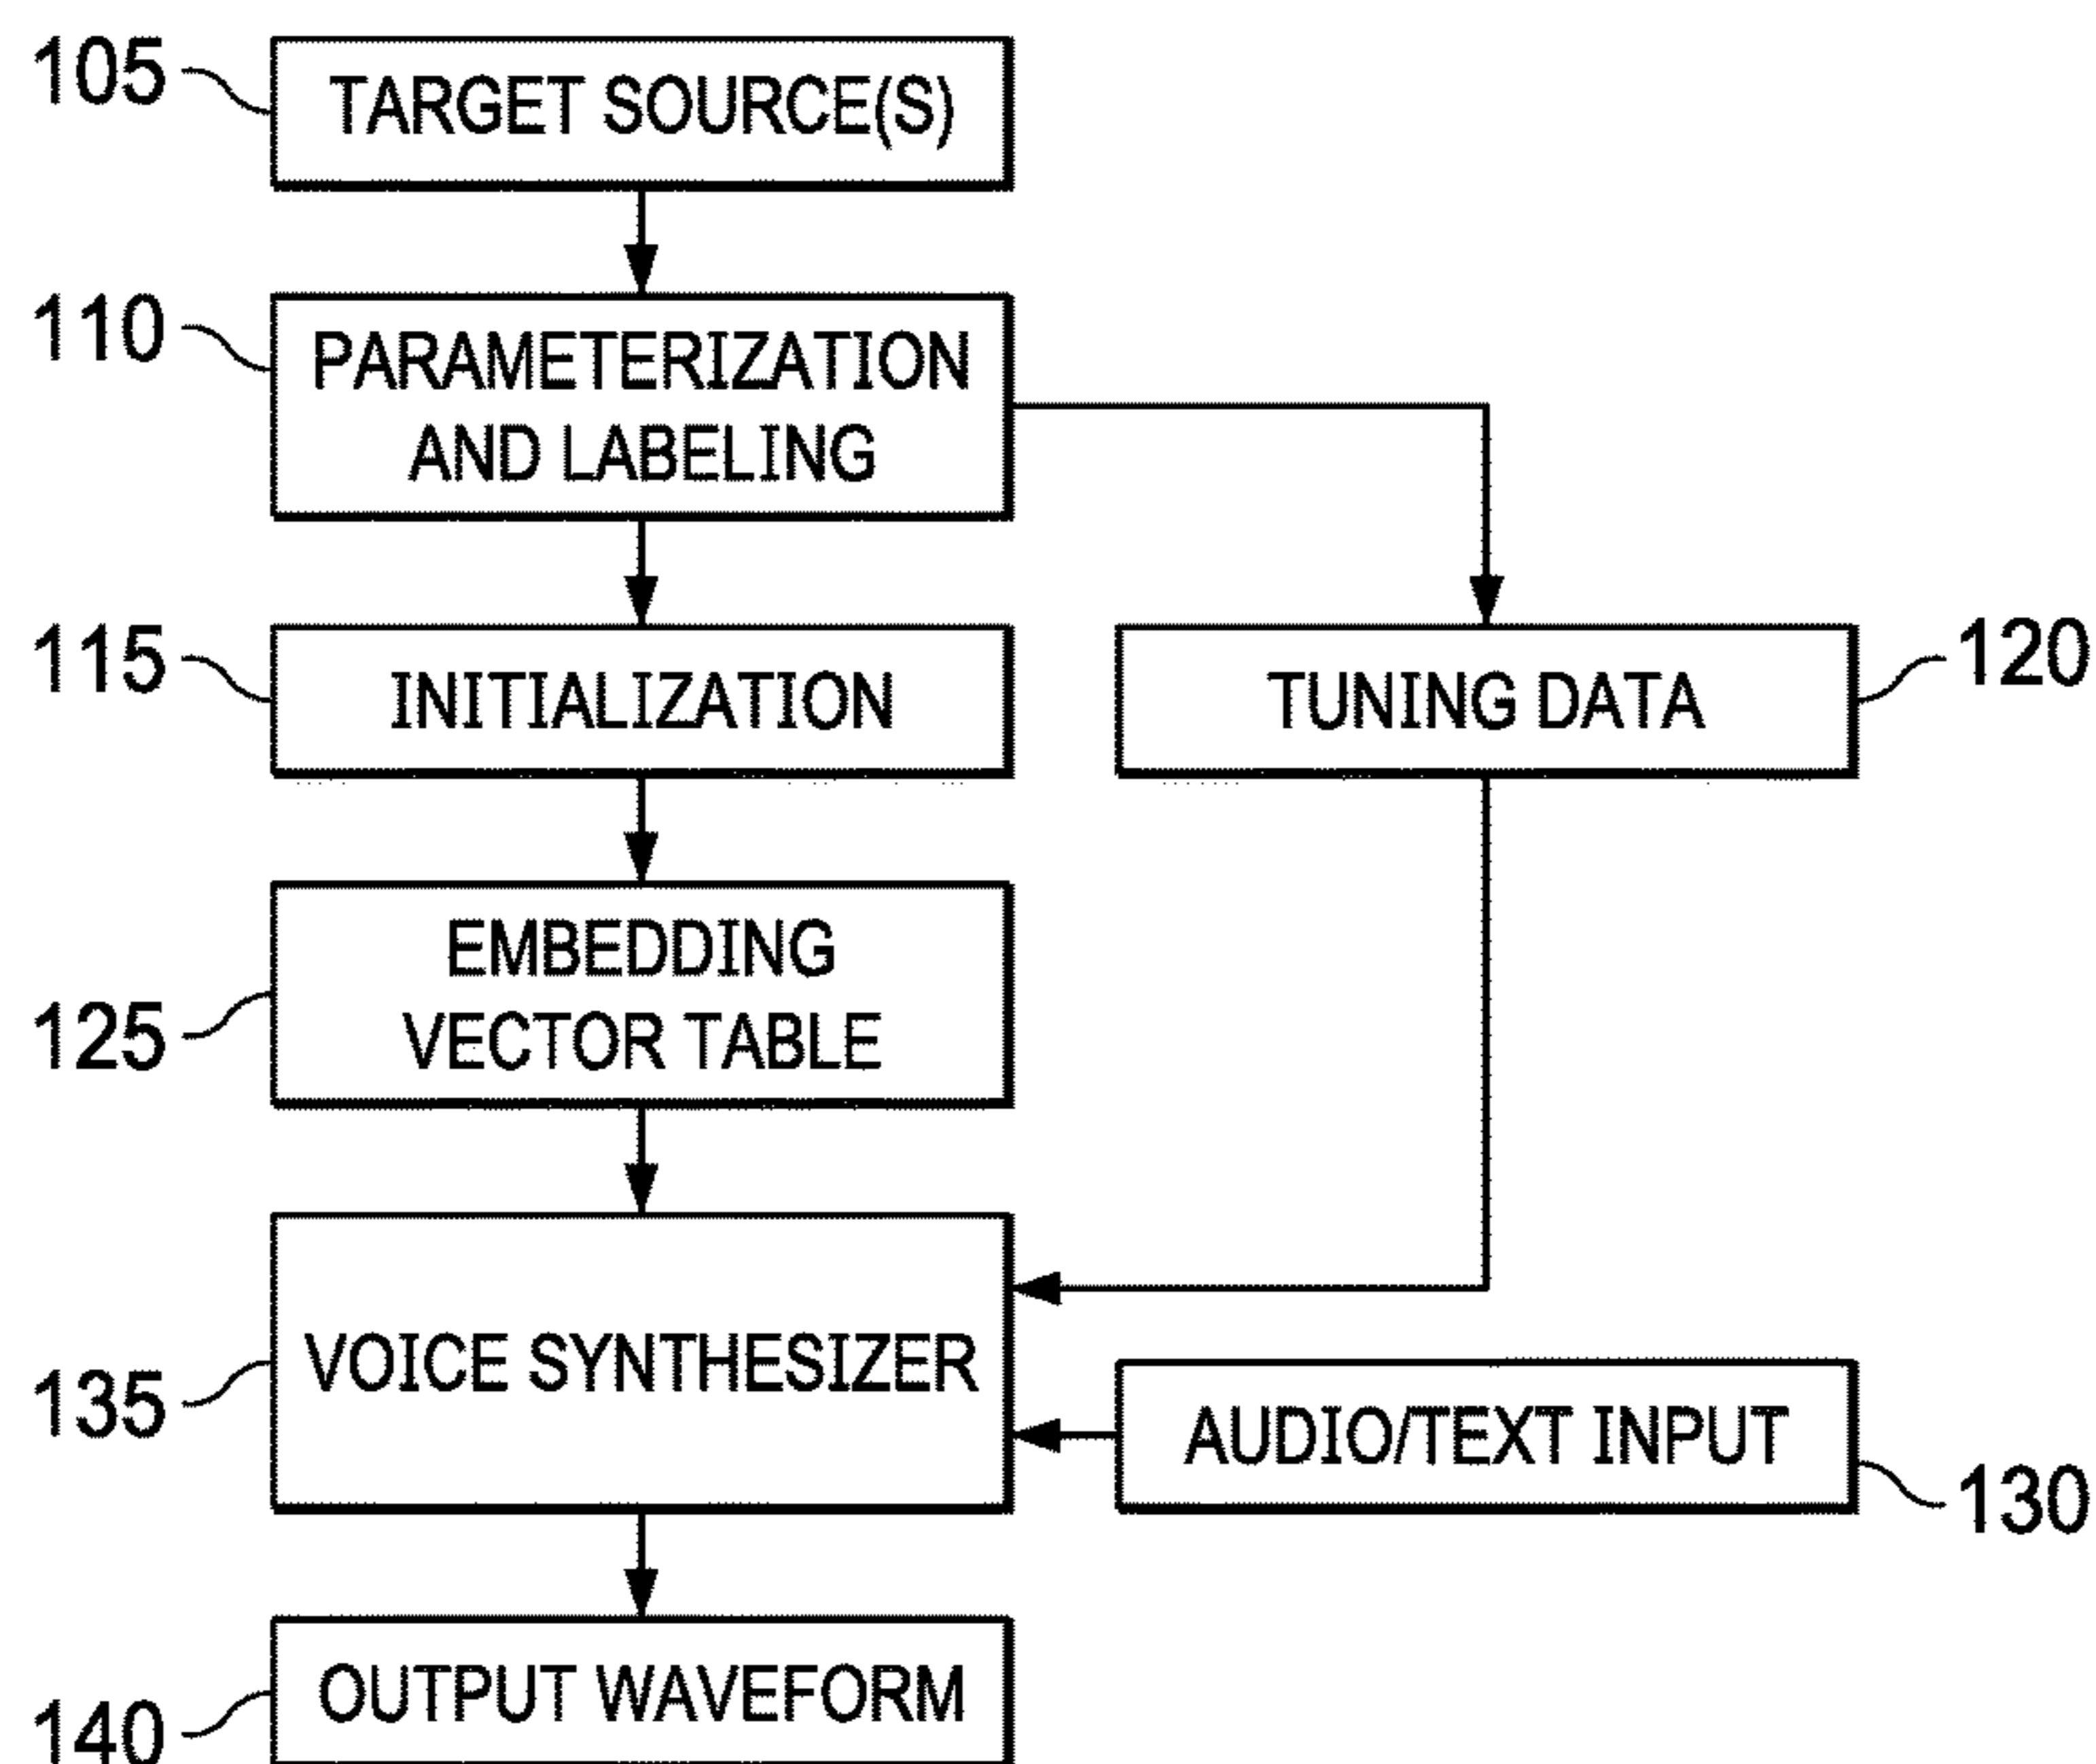 105
TARGET SOURCE(S)
110
PARAMETERIZATION
AND LABELING
115
INITIALIZATION
TUNING DATA
120
EMBEDDING
VECTOR TABLE
125
135
VOICE SYNTHESIZER
AUDIO/TEXT INPUT
130
OUTPUT WAVEFORM
140